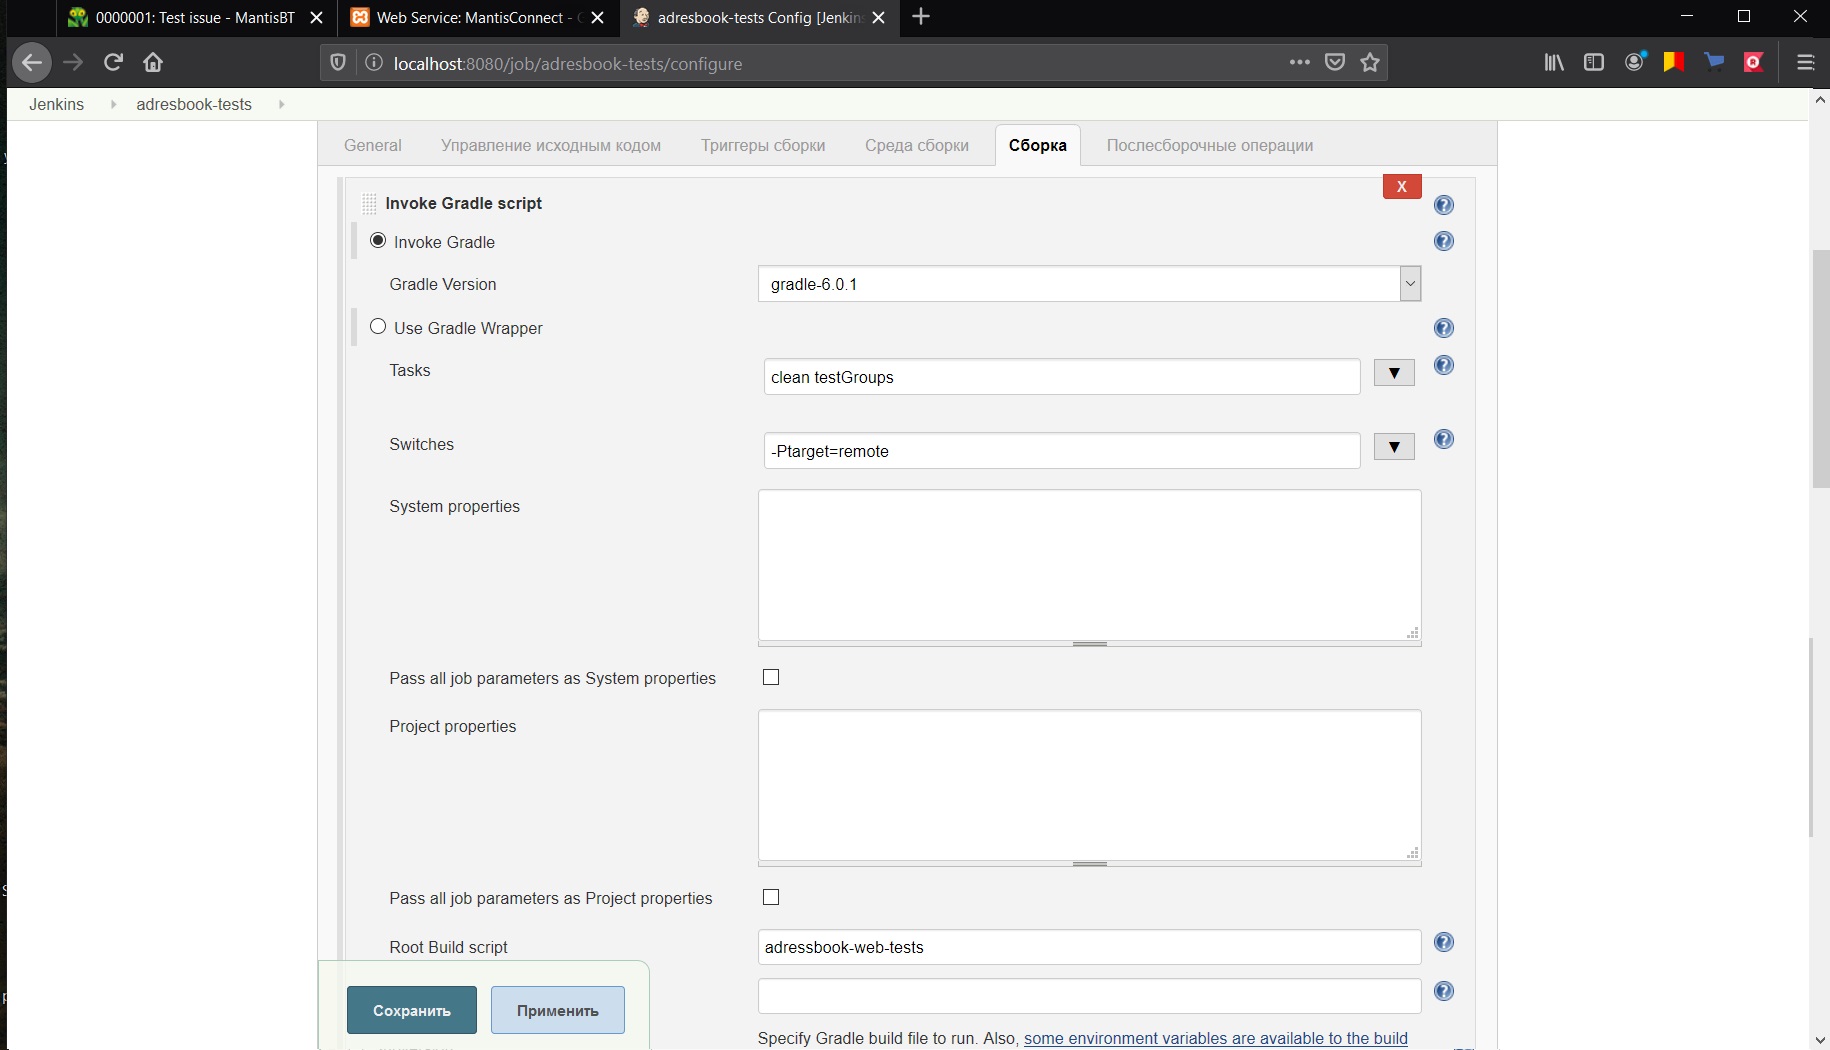 0000001: Test issue - MantisBT
Web Service: MantisConnect -
adresbook-tests Config [Jenkins
localhost:8080/job/adresbook-tests/configure
Jenkins adresbook-tests
General Управление исходным кодом Триггеры сборки Среда сборки Сборка Послесборочные операции
X
Invoke Gradle script
Invoke Gradle
Gradle Version gradle-6.0.1
Use Gradle Wrapper
Tasks clean testGroups
Switches -Ptarget=remote
System properties
Pass all job parameters as System properties
Project properties
Pass all job parameters as Project properties
Root Build script adressbook-web-tests
Сохранить Применить
Specify Gradle build file to run. Also, some environment variables are available to the build